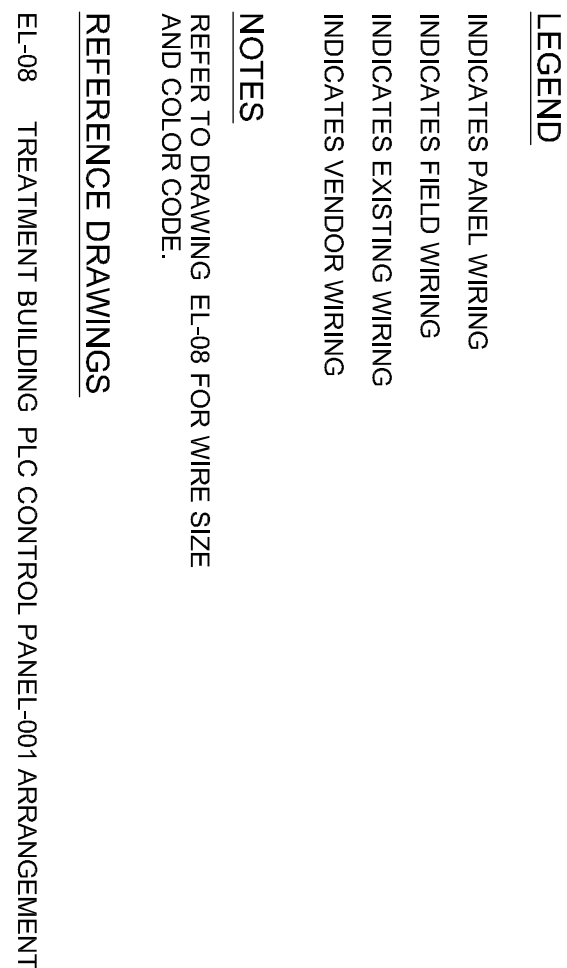 LEGEND
INDICATES PANEL WIRING
INDICATES FIELD WIRING
INDICATES EXISTING WIRING
INDICATES VENDOR WIRING
NOTES
REFER TO DRAWING EL-08 FOR WIRE SIZE
AND COLOR CODE.
REFERENCE DRAWINGS
EL-08 TREATMENT BUILDING PLC CONTROL PANEL-001 ARRANGEMENT